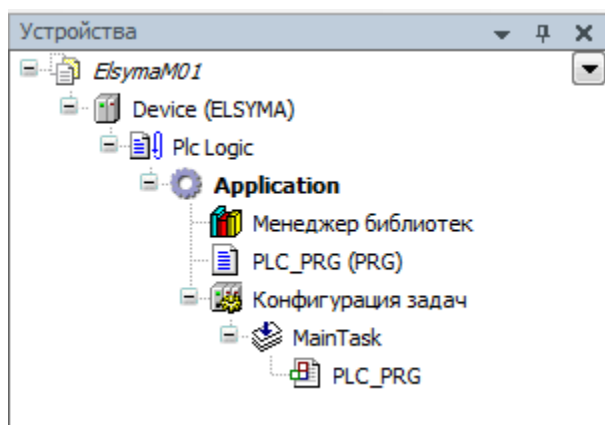 Устройства
ElsymaM01
Device (ELSYMA)
Plc Logic
Application
Менеджер библиотек
PLC_PRG (PRG)
Конфигурация задач
MainTask
PLC_PRG